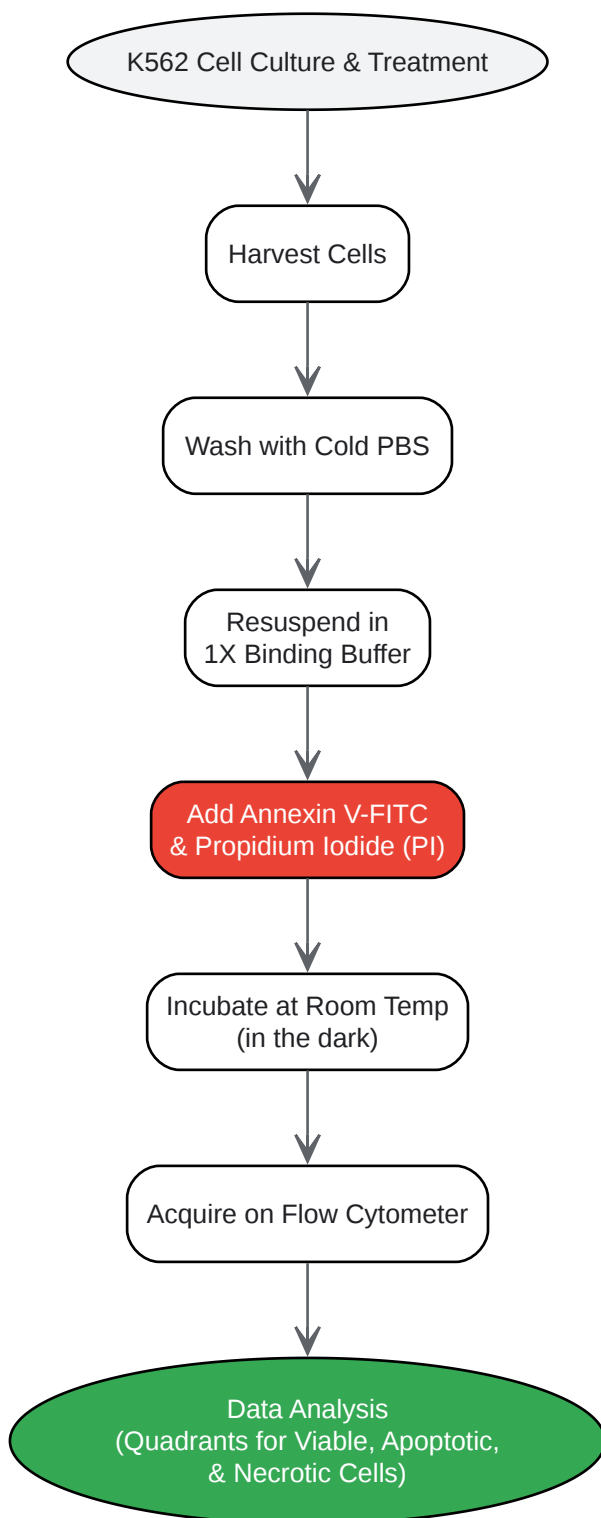 K562 Cell Culture & Treatment
Harvest Cells
Wash with Cold PBS
Resuspend in
1X Binding Buffer
Add Annexin V-FITC
& Propidium Iodide (PI)
Incubate at Room Temp
(in the dark)
Acquire on Flow Cytometer
Data Analysis
(Quadrants for Viable, Apoptotic,
& Necrotic Cells)